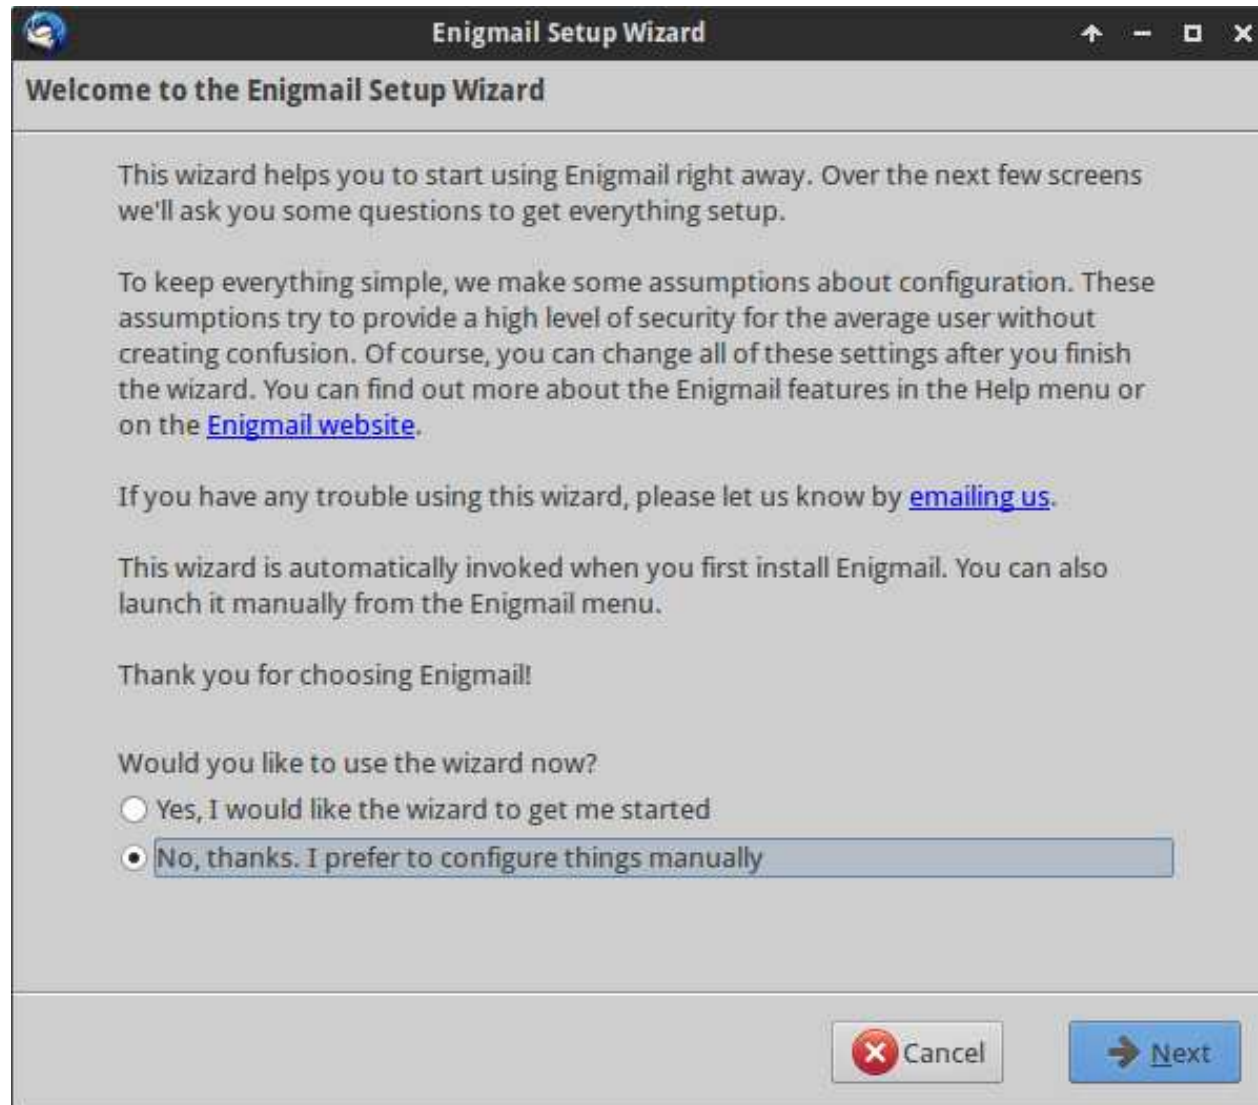 Enigmail Setup Wizard
Welcome to the Enigmail Setup Wizard
This wizard helps you to start using Enigmail right away. Over the next few screens
we'll ask you some questions to get everything setup.
To keep everything simple, we make some assumptions about configuration. These
assumptions try to provide a high level of security for the average user without
creating confusion. Of course, you can change all of these settings after you finish
the wizard. You can find out more about the Enigmail features in the Help menu or
on the Enigmail website.
If you have any trouble using this wizard, please let us know by emailing us.
This wizard is automatically invoked when you first install Enigmail. You can also
launch it manually from the Enigmail menu.
Thank you for choosing Enigmail!
Would you like to use the wizard now?
Yes, I would like the wizard to get me started
No, thanks. I prefer to configure things manually
Cancel
Next